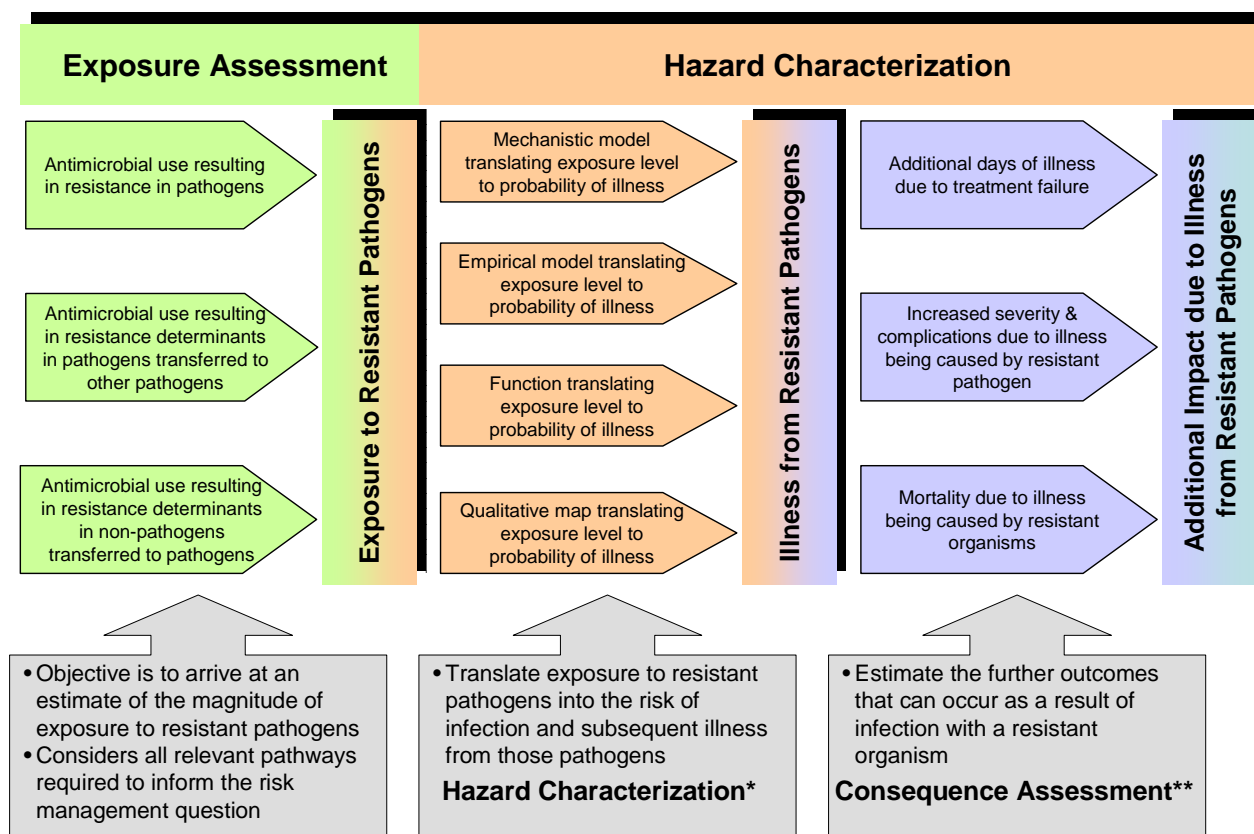 Exposure Assessment
Hazard Characterization
Antimicrobial use resulting
in resistance in pathogens
Antimicrobial use resulting
in resistance determinants
in pathogens transferred to
other pathogens
Antimicrobial use resulting
in resistance determinants
in non-pathogens
transferred to pathogens
Exposure to Resistant Pathogens
Mechanistic model
translating exposure level
to probability of illness
Empirical model translating
exposure level to
probability of illness
Function translating
exposure level to
probability of illness
Qualitative map translating
exposure level to
probability of illness
Illness from Resistant Pathogens
Additional days of illness
due to treatment failure
Increased severity &
complications due to illness
being caused by resistant
pathogen
Mortality due to illness
being caused by resistant
organisms
Additional Impact due to Illness
from Resistant Pathogens
• Objective is to arrive at an
estimate of the magnitude of
exposure to resistant pathogens
• Considers all relevant pathways
required to inform the risk
management question
• Translate exposure to resistant
pathogens into the risk of
infection and subsequent illness
from those pathogens
Hazard Characterization*
• Estimate the further outcomes
that can occur as a result of
infection with a resistant
organism
Consequence Assessment**